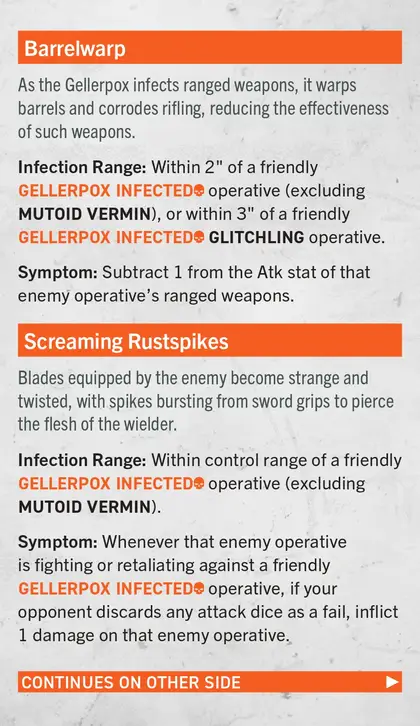 Barrelwarp
As the Gellerpox infects ranged weapons, it warps
barrels and corrodes rifling, reducing the effectiveness
of such weapons.
Infection Range: Within 2" of a friendly
GELLERPOX INFECTED operative (excluding
MUTOID VERMIN), or within 3" of a friendly
GELLERPOX INFECTED GLITCHLING operative.
Symptom: Subtract 1 from the Atk stat of that
enemy operative’s ranged weapons.
Screaming Rustspikes
Blades equipped by the enemy become strange and
twisted, with spikes bursting from sword grips to pierce
the flesh of the wielder.
Infection Range: Within control range of a friendly
GELLERPOX INFECTED operative (excluding
MUTOID VERMIN).
Symptom: Whenever that enemy operative
is fighting or retaliating against a friendly
GELLERPOX INFECTED operative, if your
opponent discards any attack dice as a fail, inflict
1 damage on that enemy operative.
CONTINUES ON OTHER SIDE